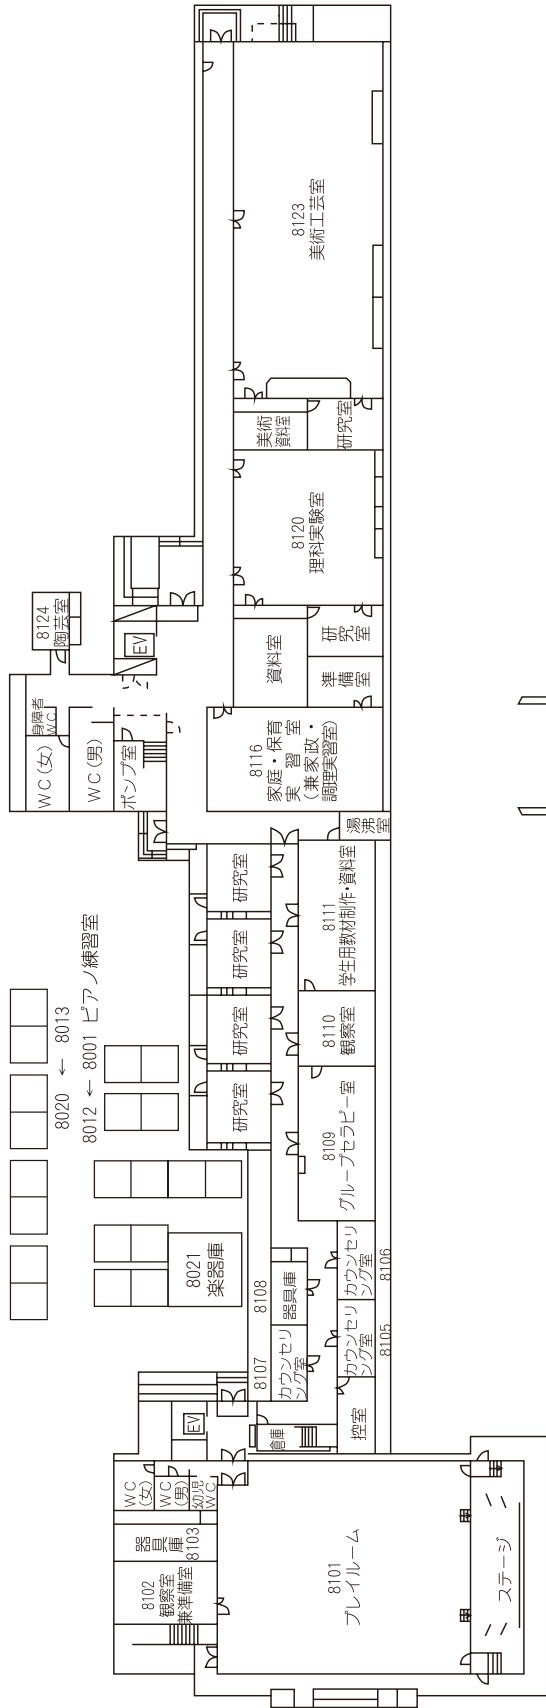 8123
美術工芸室
美術
資料室
研究室
8120
理科実験室
8124
陶芸室
EV
資料室
研究室
準備室
身障者
WC
WC(女)
WC(男)
ポンプ室
8116
家庭・保育
実習室
(兼家政・
調理実習室)
湯沸室
研究室
研究室
研究室
研究室
8111
学生用教材制作・資料室
8110
観察室
8109
グループセラピー室
8020 ← 8013
8012 ← 8001 ピアノ練習室
8021
楽器庫
8108
器具庫
8107
カウンセリ
ング室
カウンセリ
ング室
8106
カウンセリ
ング室
8105
控室
倉庫
EV
WC
(女)
WC
(男)
幼児
WC
器具庫
8103
8102
観察室
兼準備室
8101
プレイルーム
ステージ